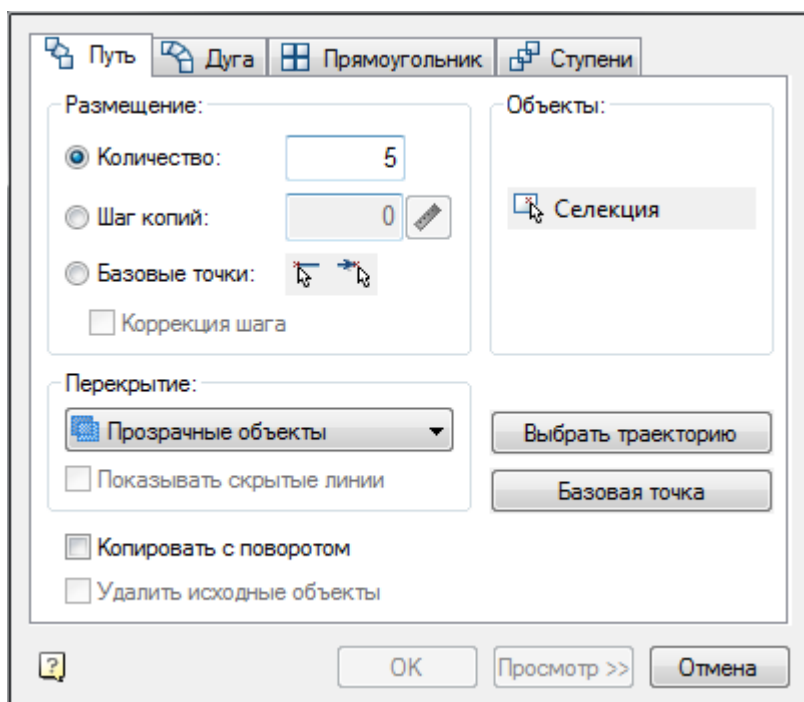 Путь Дуга Прямоугольник Ступени
Размещение:
Количество: 5
Шаг копий: 0
Базовые точки:
Коррекция шага
Объекты:
Селекция
Перекрытие:
Прозрачные объекты
Показывать скрытые линии
Выбрать траекторию
Базовая точка
Копировать с поворотом
Удалить исходные объекты
? OK Просмотр >> Отмена